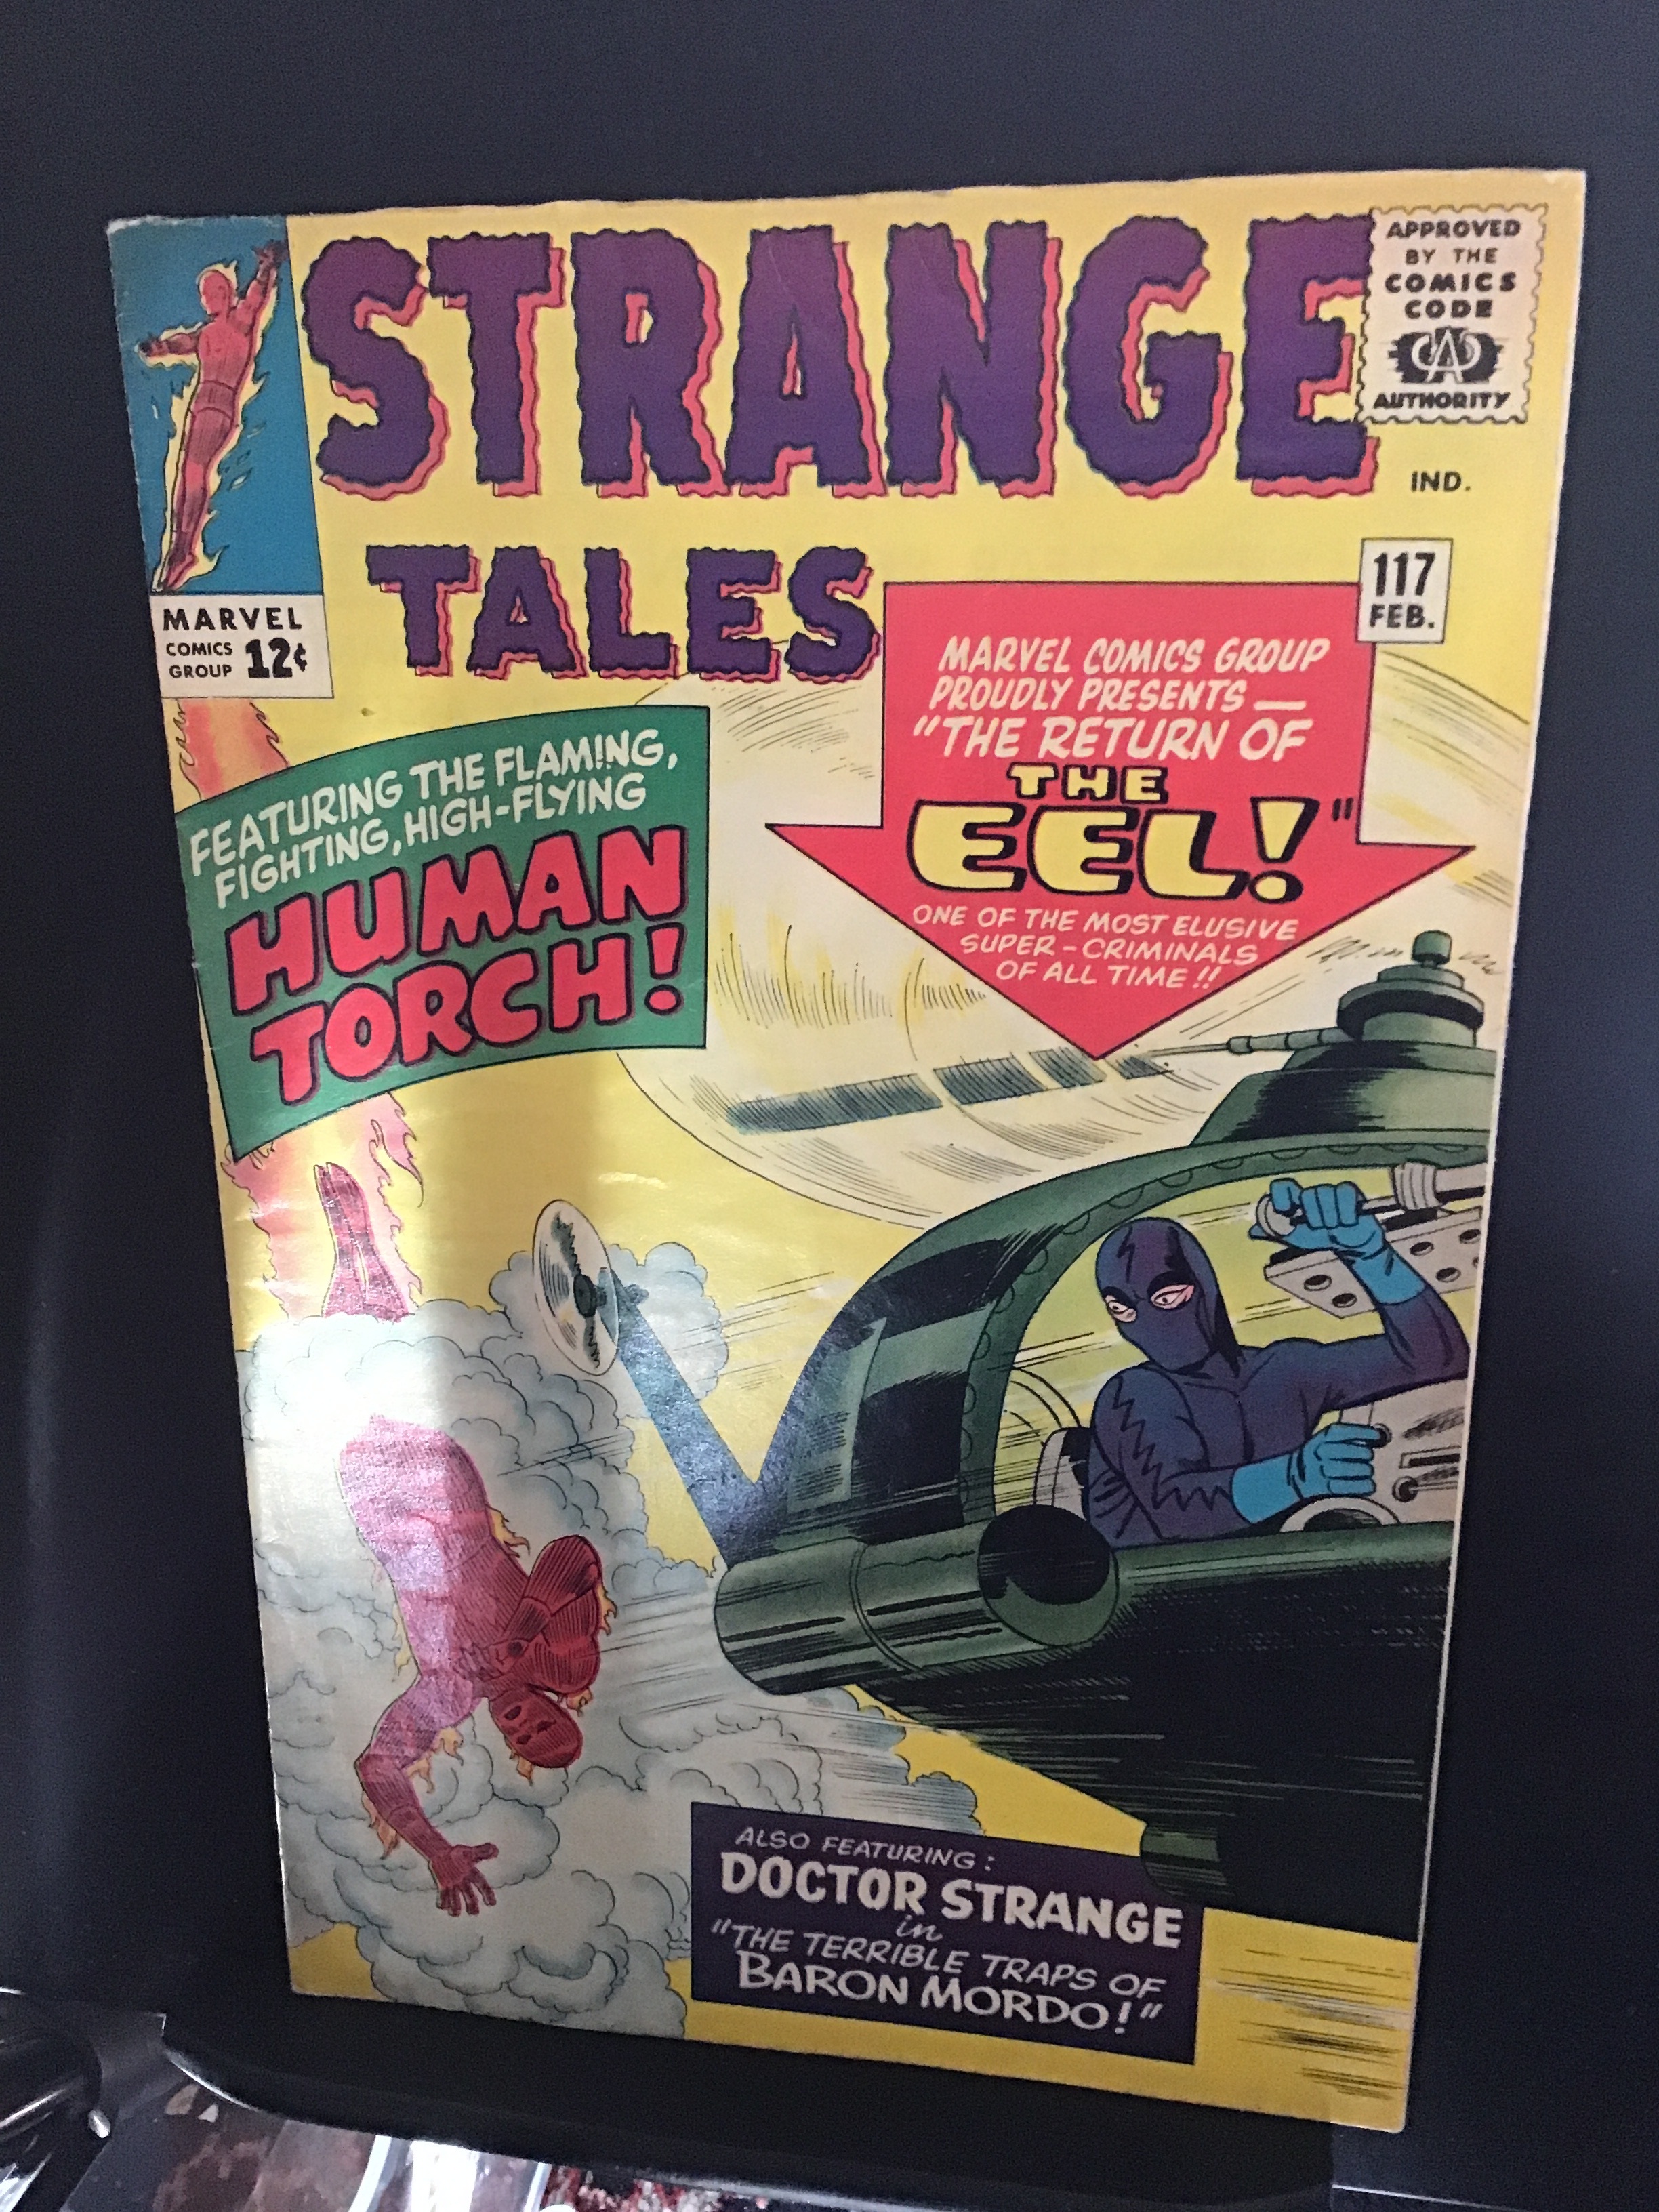 STRANGE
TALES
APPROVED
BY THE
COMICS
CODE
CA
AUTHORITY
IND.
117
FEB.
MARVEL
COMICS
GROUP 12¢
MARVEL COMICS GROUP
PROUDLY PRESENTS —
"THE RETURN OF
THE
EEL!"
ONE OF THE MOST ELUSIVE
SUPER-CRIMINALS
OF ALL TIME!!
FEATURING THE FLAMING,
FIGHTING, HIGH-FLYING
HUMAN
TORCH!
ALSO FEATURING:
DOCTOR STRANGE
in
"THE TERRIBLE TRAPS OF
BARON MORDO!"